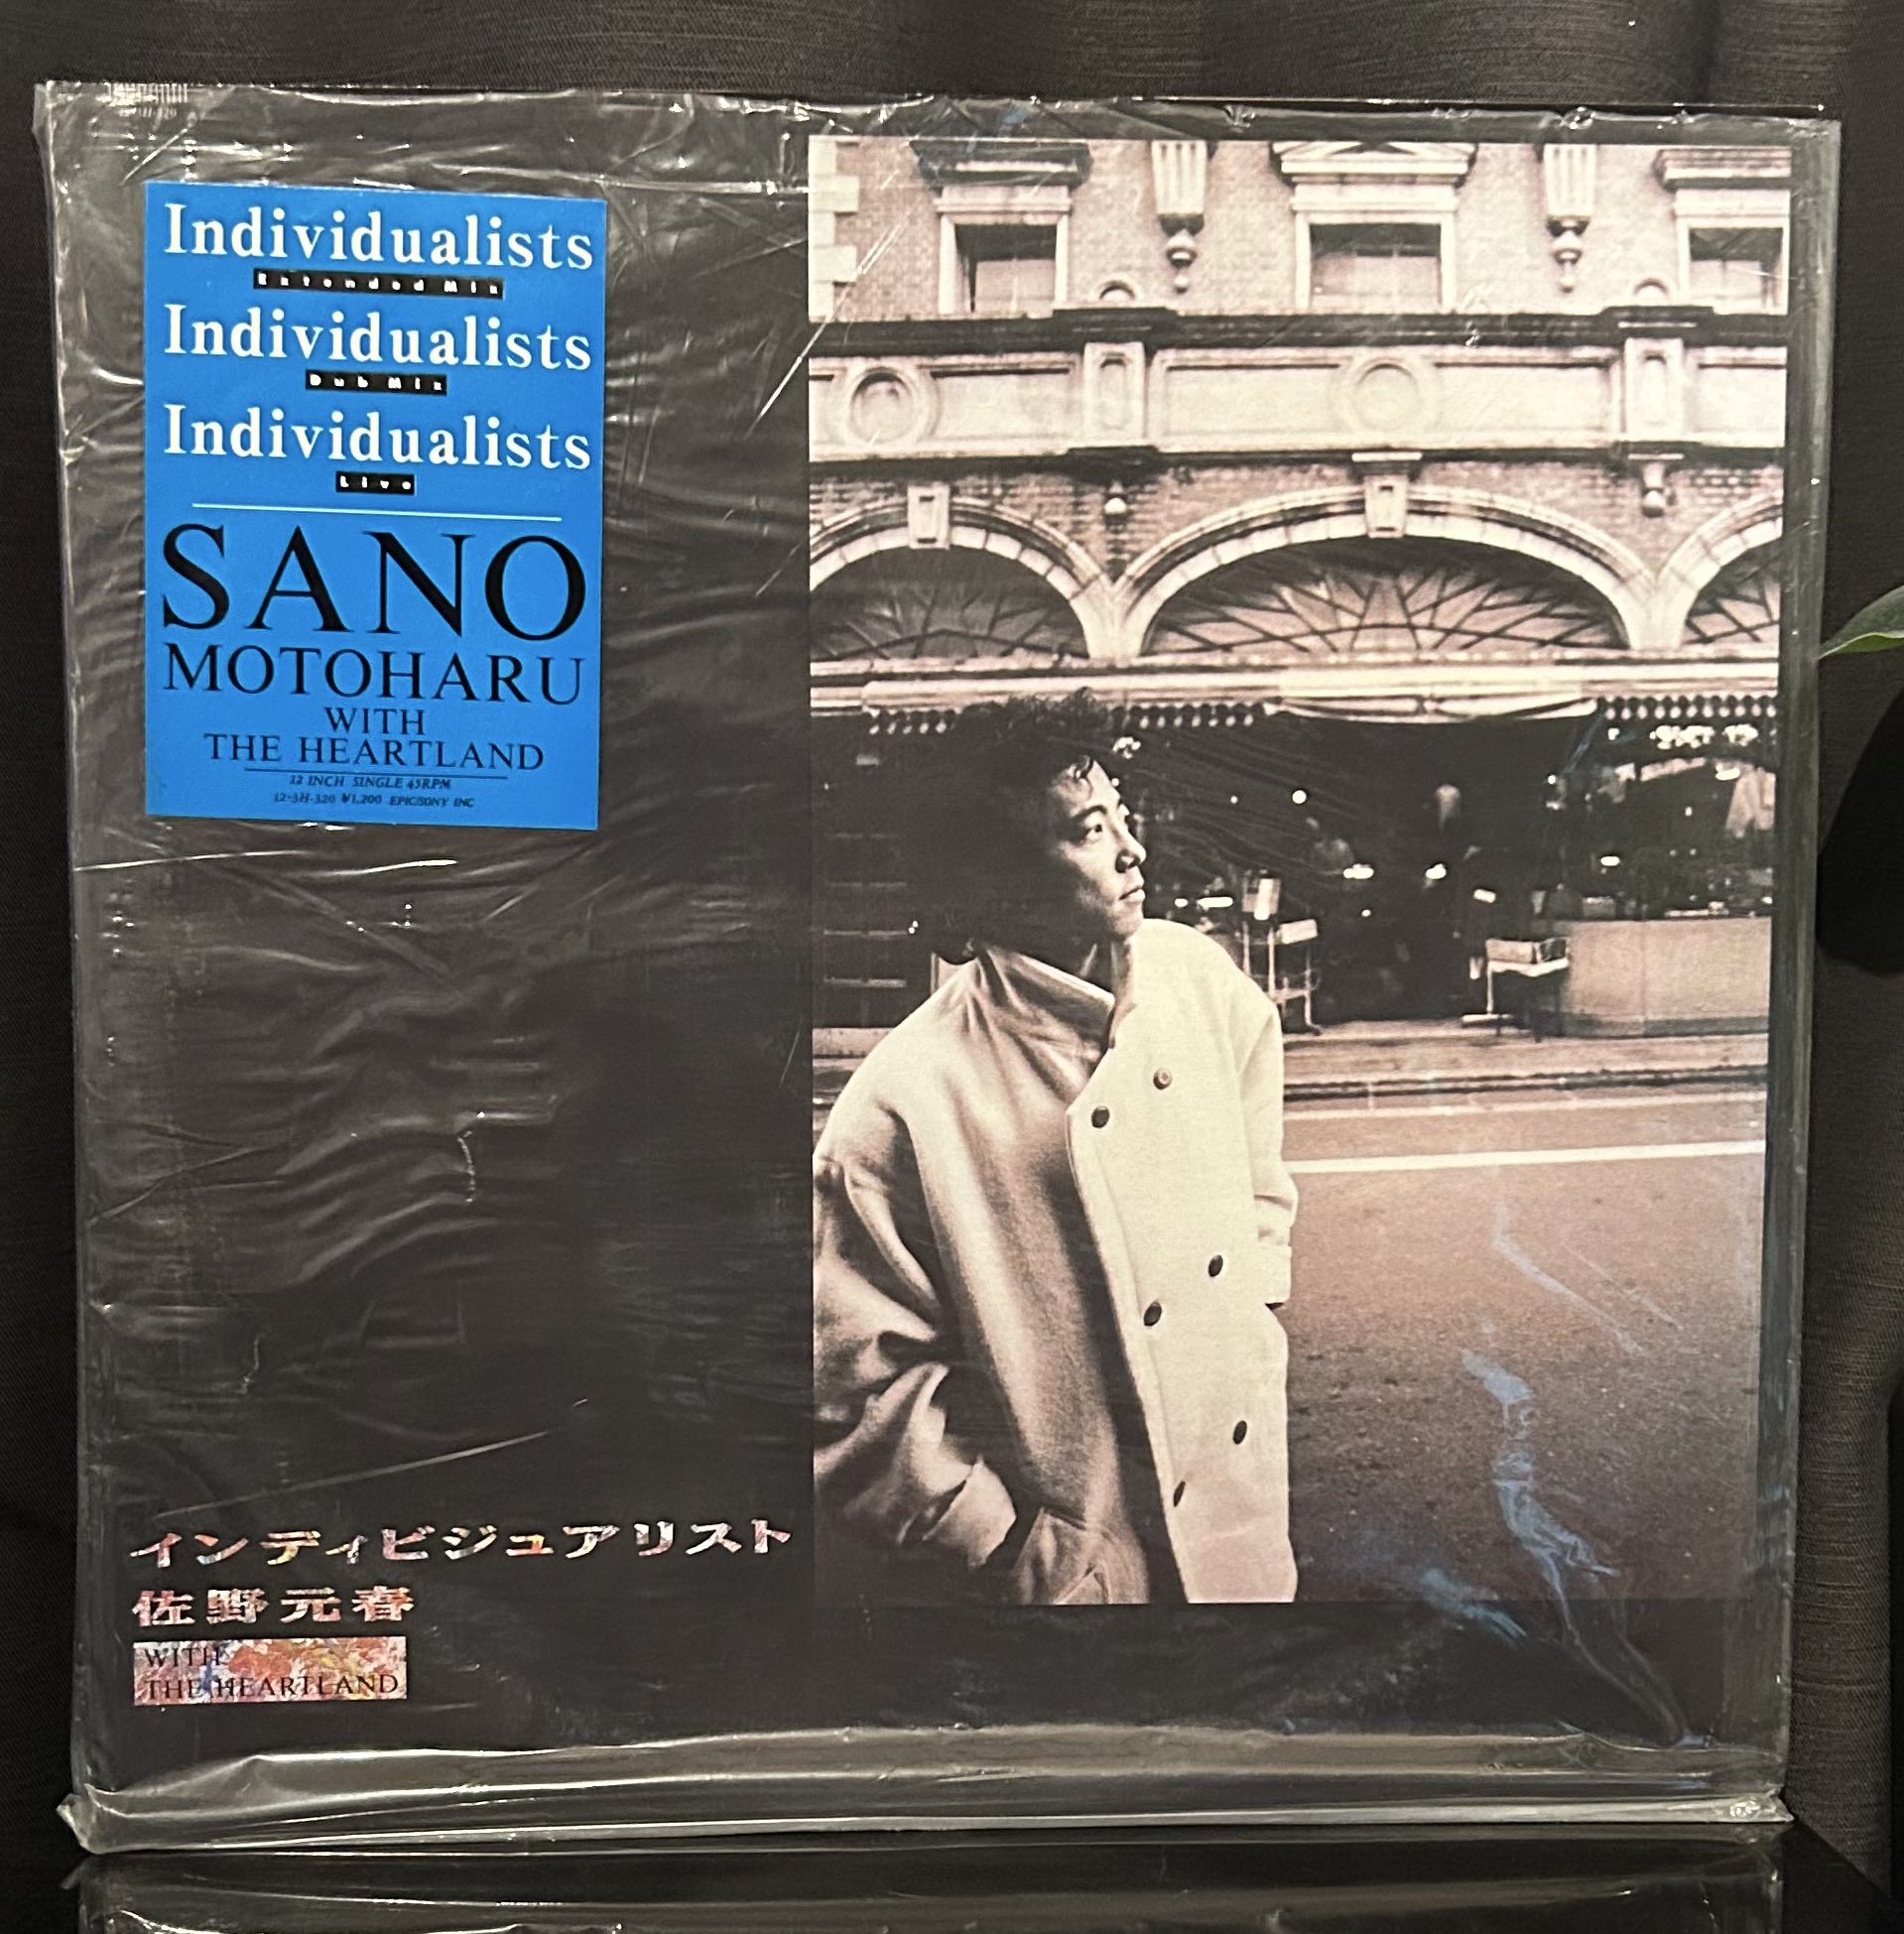 Individualists
Extended Mix
Individualists
Dub Mix
Individualists
Live
SANO
MOTOHARU
WITH
THE HEARTLAND
12 INCH SINGLE 45RPM
12·3H-320 ¥1,200 EPIC/SONY INC
インディビジュアリスト
佐野元春
WITH
THE HEARTLAND